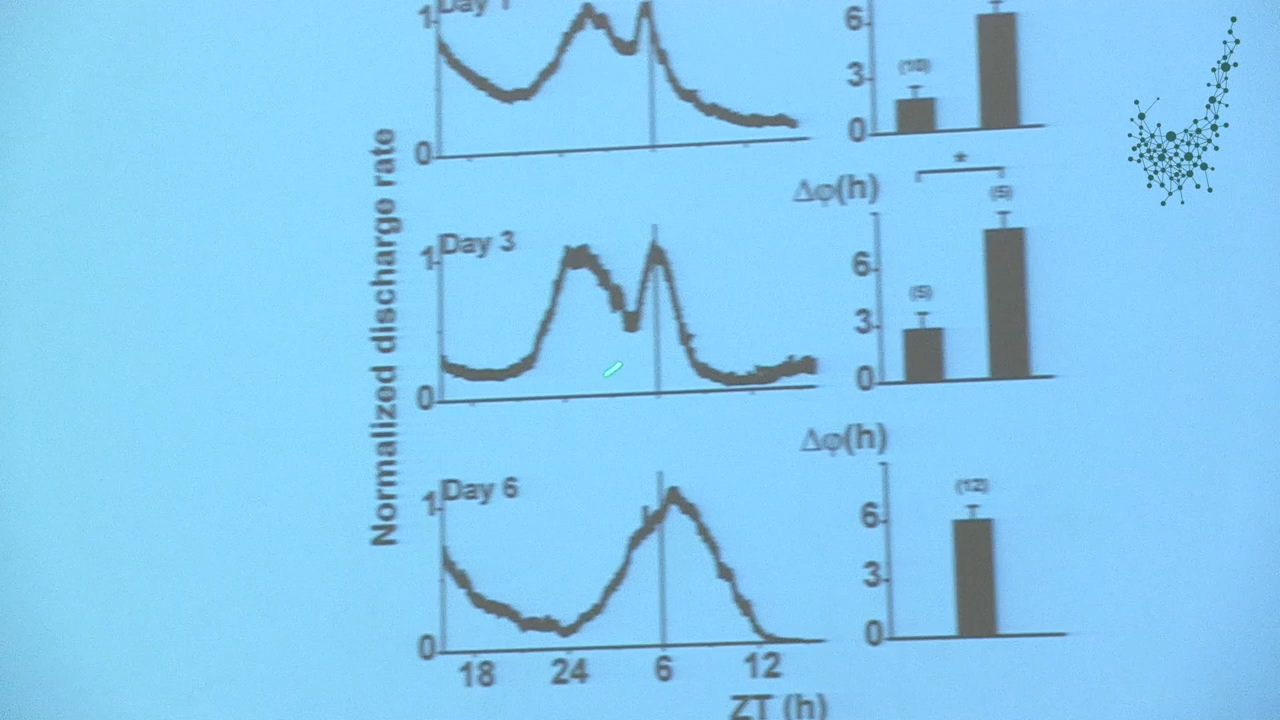 Day 1
1
0
6
3
0
(10)
Normalized discharge rate
Δφ(h)
*
(5)
Day 3
1
0
6
3
0
(5)
Δφ(h)
Day 6
1
0
6
3
0
(12)
18 24 6 12
ZT (h)